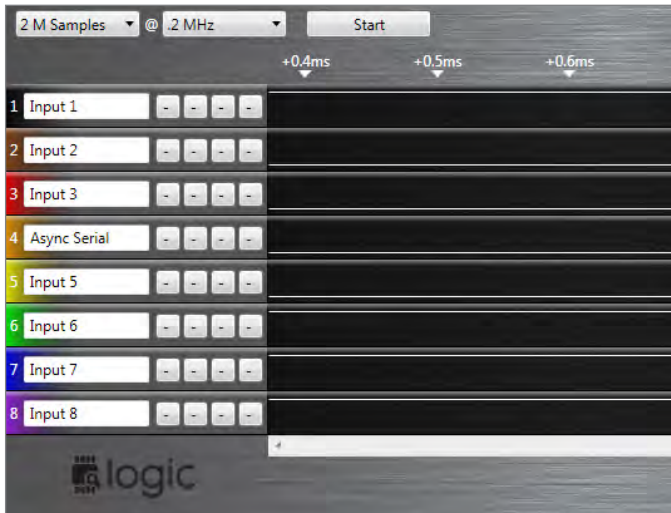 2 M Samples @ .2 MHz Start
+0.4ms +0.5ms +0.6ms
1 Input 1 - - - -
2 Input 2 - - - -
3 Input 3 - - - -
4 Async Serial - - - -
5 Input 5 - - - -
6 Input 6 - - - -
7 Input 7 - - - -
8 Input 8 - - - -
logic